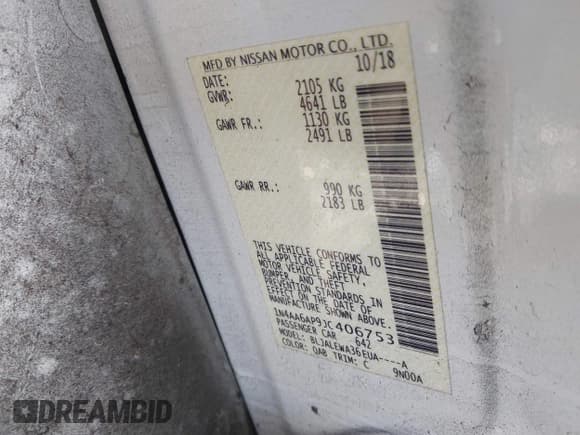 MFD BY NISSAN MOTOR CO., LTD.
DATE: 10/18
GVWR: 2105 KG
4641 LB
GAWR FR.: 1130 KG
2491 LB
GAWR RR.: 990 KG
2183 LB
THIS VEHICLE CONFORMS TO
ALL APPLICABLE FEDERAL
MOTOR VEHICLE SAFETY,
BUMPER, AND THEFT
PREVENTION STANDARDS IN
EFFECT ON THE DATE OF
MANUFACTURE SHOWN ABOVE.
1N4AA6AP9JC406753
PASSENGER CAR 642
MODEL: BLJALEWA36EUA----A
COLOR: QAB TRIM: C 9N00A
DREAMBID